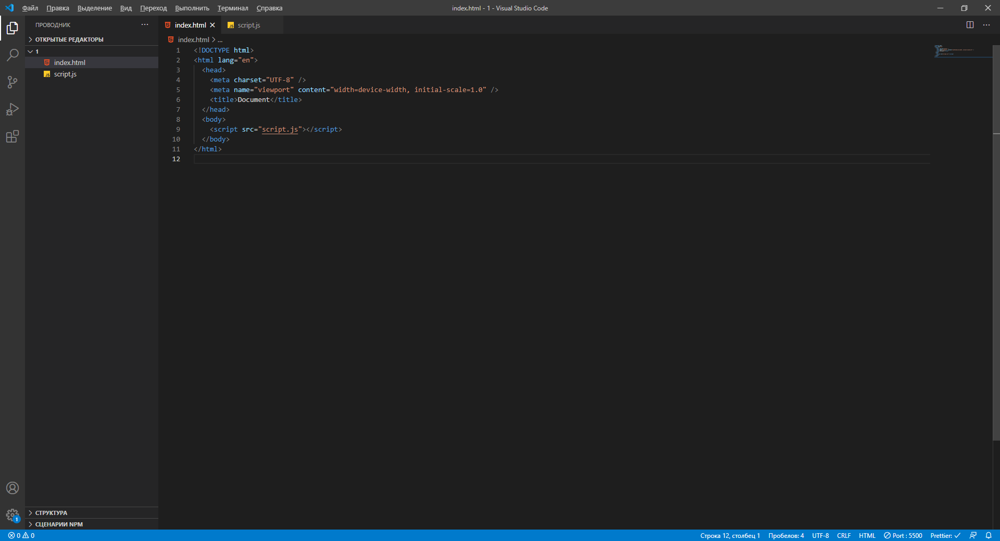 Файл Правка Выделение Вид Переход Выполнить Терминал Справка
index.html - 1 - Visual Studio Code
ПРОВОДНИК
ОТКРЫТЫЕ РЕДАКТОРЫ
1
index.html
script.js
index.html script.js
index.html > ...
1 <!DOCTYPE html>
2 <html lang="en">
3 <head>
4 <meta charset="UTF-8" />
5 <meta name="viewport" content="width=device-width, initial-scale=1.0" />
6 <title>Document</title>
7 </head>
8 <body>
9 <script src="script.js"></script>
10 </body>
11 </html>
12
СТРУКТУРА
СЦЕНАРИИ NPM
1
0 0
Строка 12, столбец 1 Пробелов: 4 UTF-8 CRLF HTML Port : 5500 Prettier: ✓